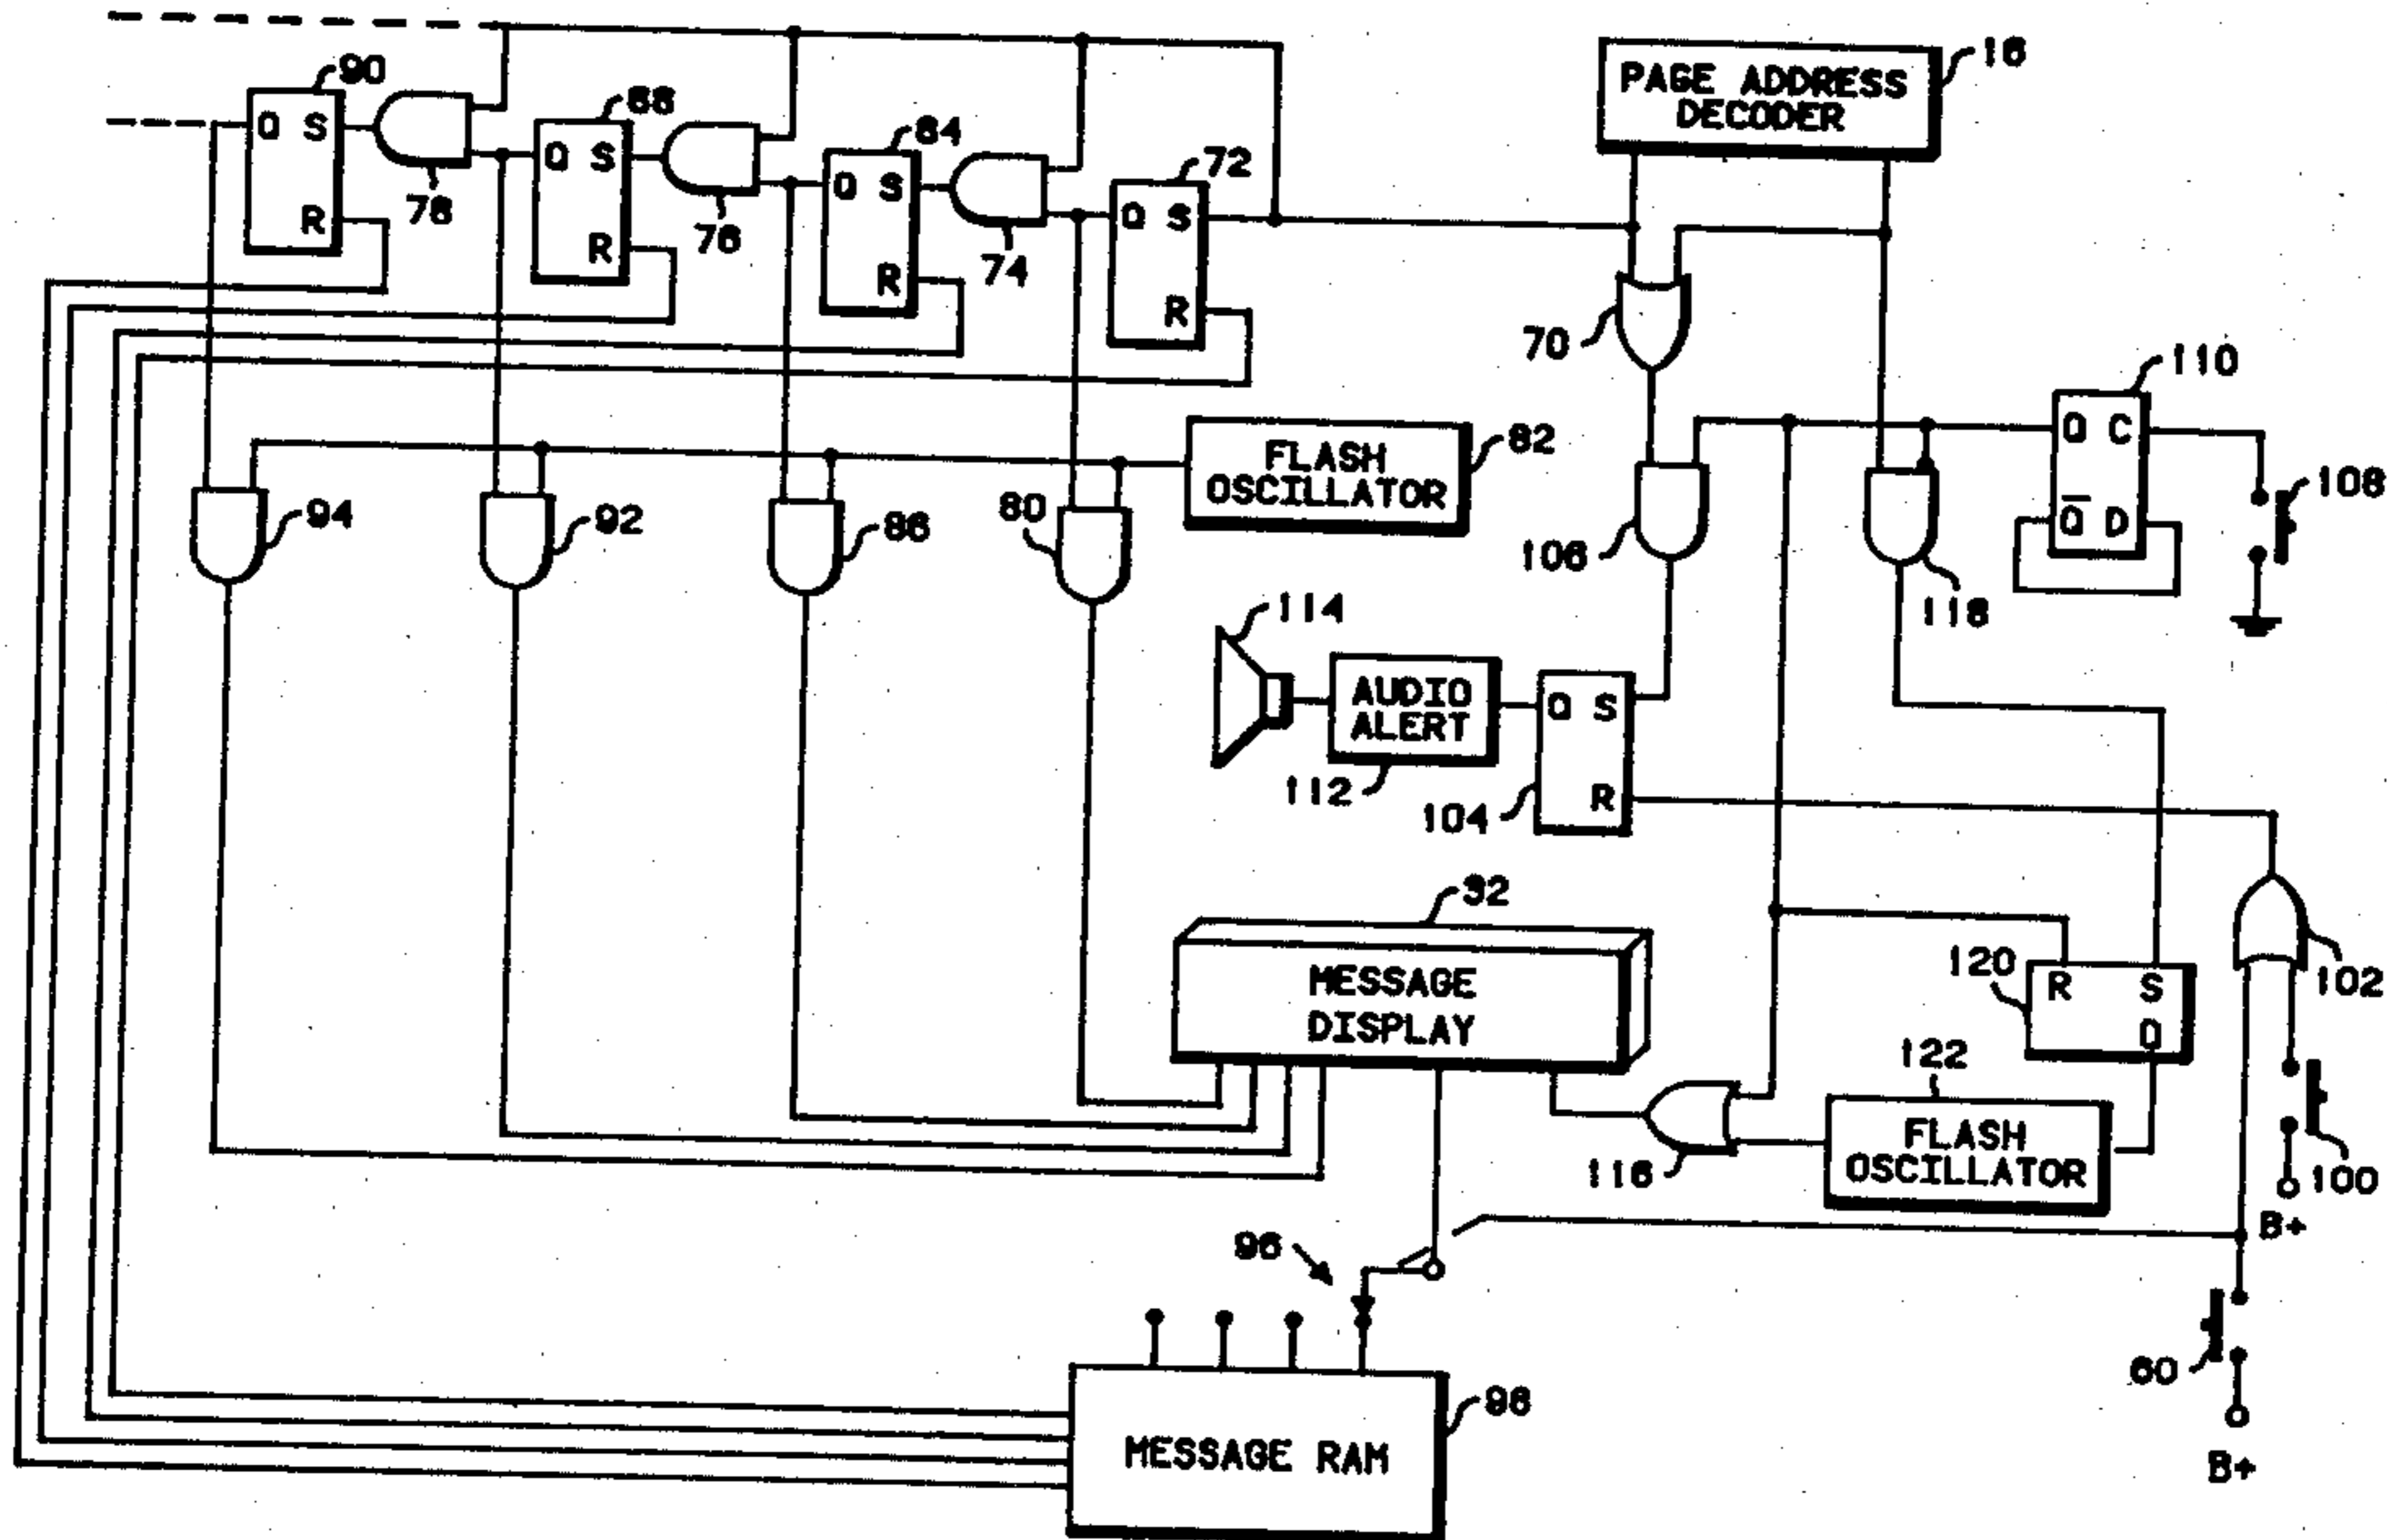 90
Q S
R
78
88
Q S
R
76
84
Q S
R
74
72
Q S
R
PAGE ADDRESS
DECODER
16
70
110
Q C
Q D
108
FLASH
OSCILLATOR
82
94
92
86
80
106
118
114
AUDIO
ALERT
112
Q S
R
104
32
MESSAGE
DISPLAY
120
R S
Q
102
122
FLASH
OSCILLATOR
116
100
B+
96
60
B+
MESSAGE RAM
98